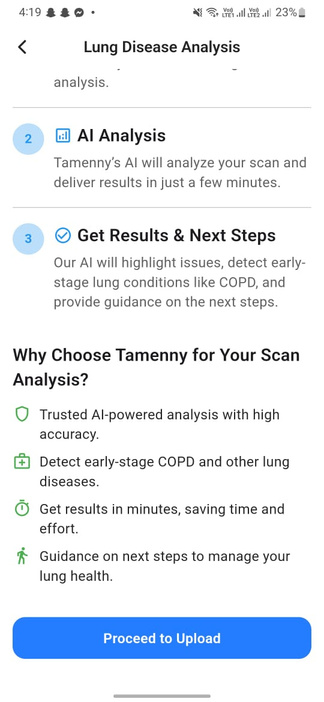 4:19
23%
Lung Disease Analysis
analysis.
2
AI Analysis
Tamenny's AI will analyze your scan and
deliver results in just a few minutes.
3
Get Results & Next Steps
Our AI will highlight issues, detect early-
stage lung conditions like COPD, and
provide guidance on the next steps.
Why Choose Tamenny for Your Scan
Analysis?
Trusted AI-powered analysis with high
accuracy.
Detect early-stage COPD and other lung
diseases.
Get results in minutes, saving time and
effort.
Guidance on next steps to manage your
lung health.
Proceed to Upload